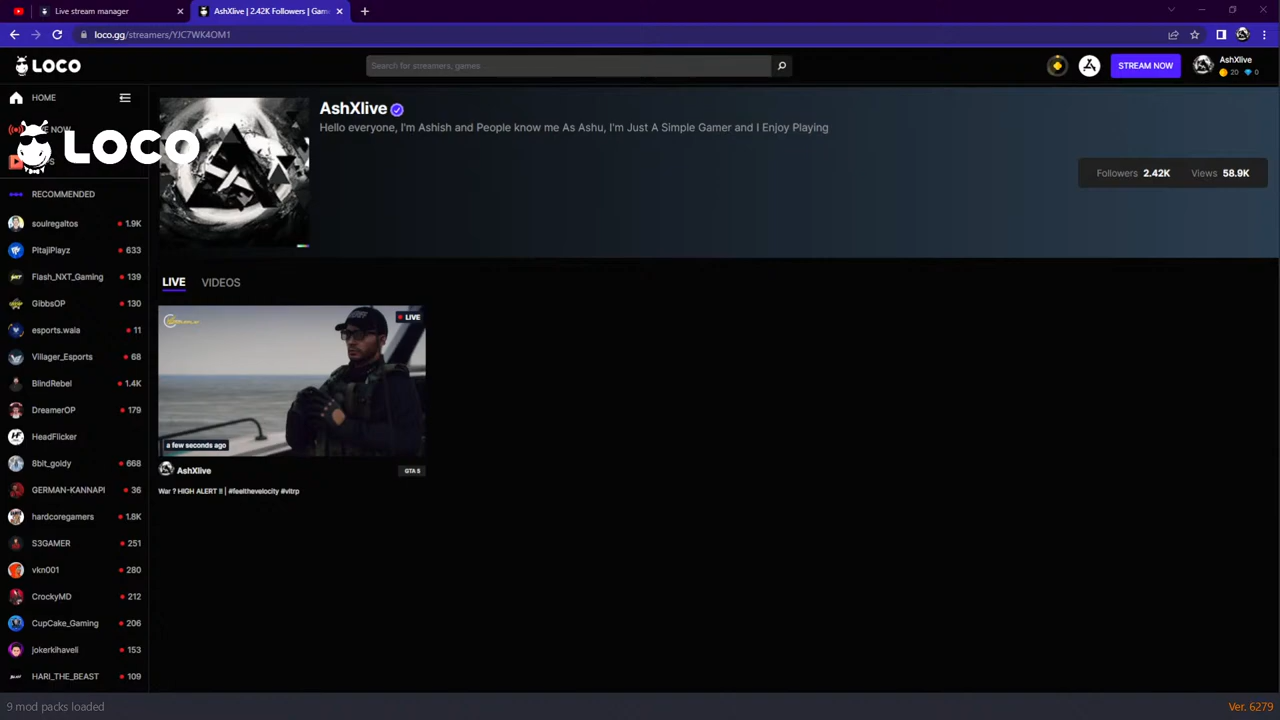 Live stream manager
AshXlive | 2.42K Followers | Gam
loco.gg/streamers/YJC7WK4OM1
LOCO
Search for streamers, games
STREAM NOW
AshXlive
20 0
HOME
LOCO
RECOMMENDED
soulregaltos 1.9K
PitajiPlayz 633
Flash_NXT_Gaming 139
GibbsOP 130
esports.wala 11
Villager_Esports 68
BlindRebel 1.4K
DreamerOP 179
HeadFlicker
8bit_goldy 668
GERMAN-KANNAPI 36
hardcoregamers 1.8K
S3GAMER 251
vkn001 280
CrockyMD 212
CupCake_Gaming 206
jokerkihaveli 153
HARI_THE_BEAST 109
AshXlive
Hello everyone, I'm Ashish and People know me As Ashu, I'm Just A Simple Gamer and I Enjoy Playing
Followers 2.42K Views 58.9K
LIVE VIDEOS
LIVE
a few seconds ago
AshXlive
GTA 5
War ? HIGH ALERT !! | #feelthevelocity #vltrp
9 mod packs loaded
Ver. 6279